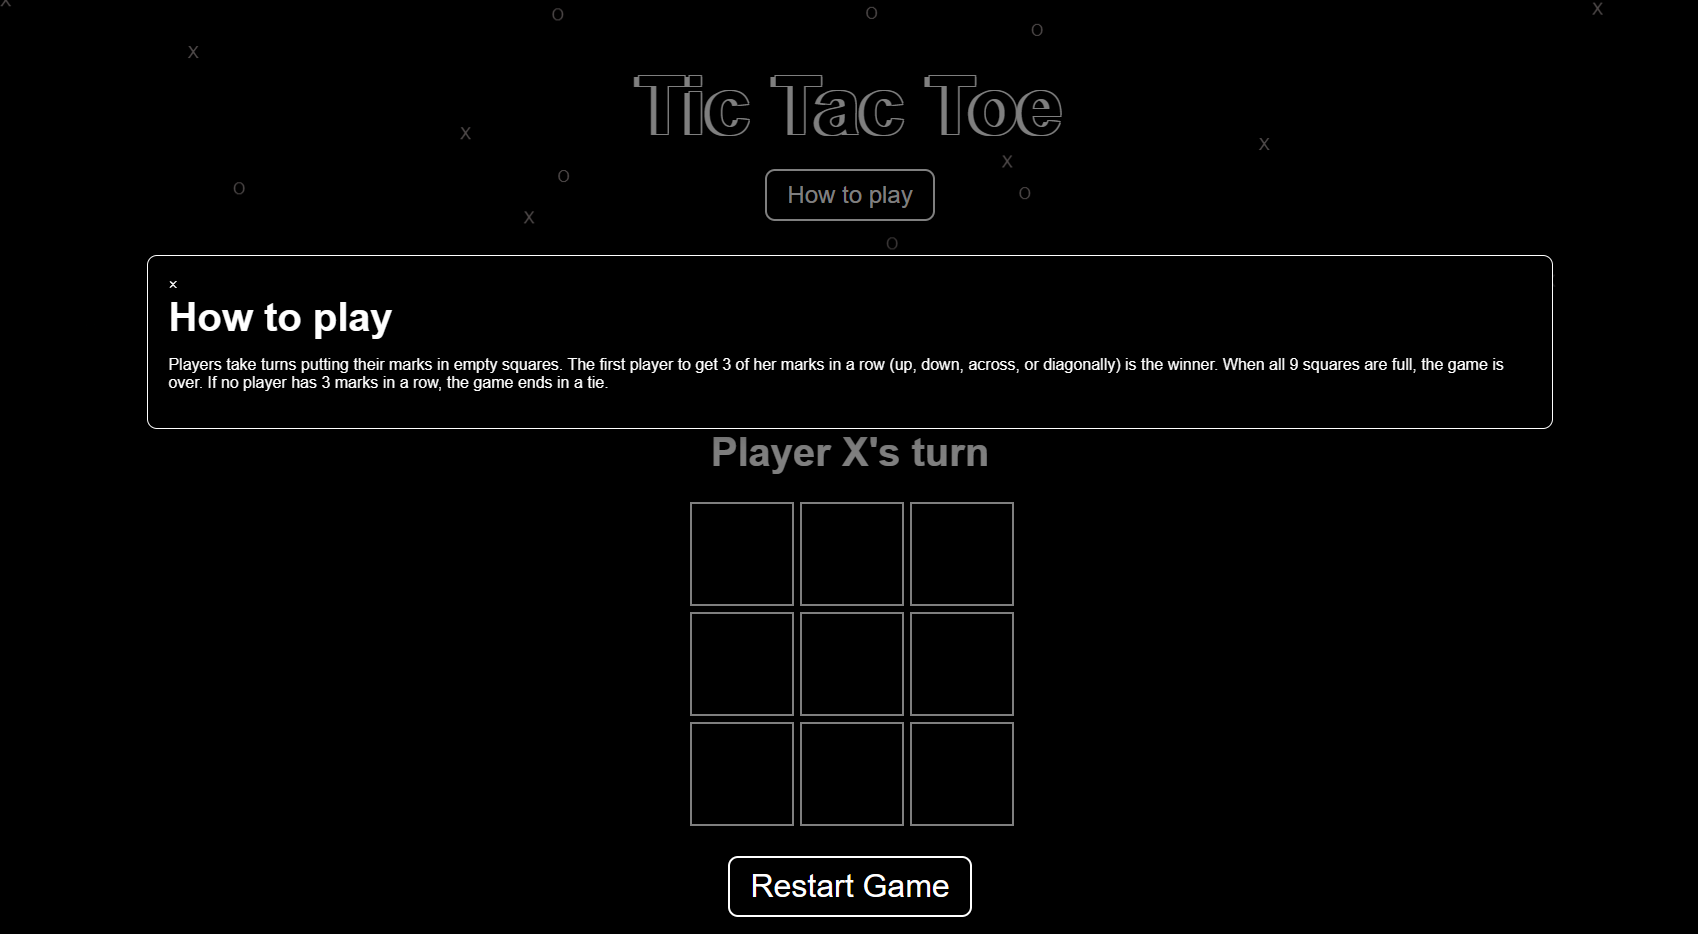 x
o
o
o
x
x
Tic Tac Toe
x
x
x
o
o
How to play
o
x
o
×
How to play
Players take turns putting their marks in empty squares. The first player to get 3 of her marks in a row (up, down, across, or diagonally) is the winner. When all 9 squares are full, the game is
over. If no player has 3 marks in a row, the game ends in a tie.
Player X's turn
Restart Game